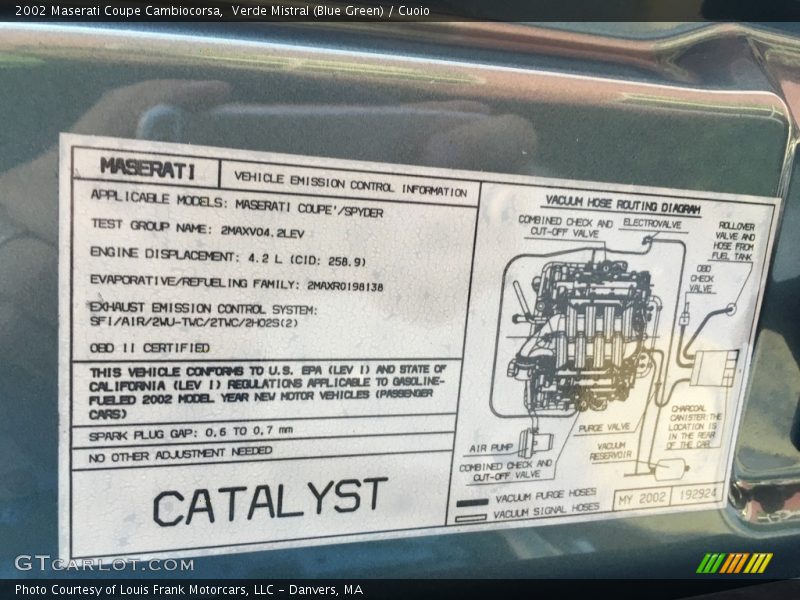 2002 Maserati Coupe Cambiocorsa,  Verde Mistral (Blue Green) / Cuoio
MASERATI
VEHICLE EMISSION CONTROL INFORMATION
APPLICABLE MODELS: MASERATI COUPE'/SPYDER
TEST GROUP NAME: 2MAXV04.2LEV
ENGINE DISPLACEMENT: 4.2 L (CID: 258.9)
EVAPORATIVE/REFUELING FAMILY: 2MAXR0198138
EXHAUST EMISSION CONTROL SYSTEM:
SFI/AIR/2WU-TWC/2TWC/2HO2S(2)
OBD II CERTIFIED
THIS VEHICLE CONFORMS TO U.S. EPA (LEV I) AND STATE OF
CALIFORNIA (LEV I) REGULATIONS APPLICABLE TO GASOLINE-
FUELED 2002 MODEL YEAR NEW MOTOR VEHICLES (PASSENGER
CARS)
SPARK PLUG GAP: 0,6 TO 0,7 mm
NO OTHER ADJUSTMENT NEEDED
CATALYST
VACUUM HOSE ROUTING DIAGRAM
COMBINED CHECK AND
CUT-OFF VALVE
ELECTROVALVE
ROLLOVER
VALVE AND
HOSE FROM
FUEL TANK
OBD
CHECK
VALVE
CHARCOAL
CANISTER:THE
LOCATION IS
IN THE REAR
OF THE CAR
PURGE VALVE
VACUUM
RESERVOIR
AIR PUMP
COMBINED CHECK AND
CUT-OFF VALVE
VACUUM PURGE HOSES
VACUUM SIGNAL HOSES
MY 2002
192924
GTcarlot.com
Photo Courtesy of Louis Frank Motorcars, LLC - Danvers, MA